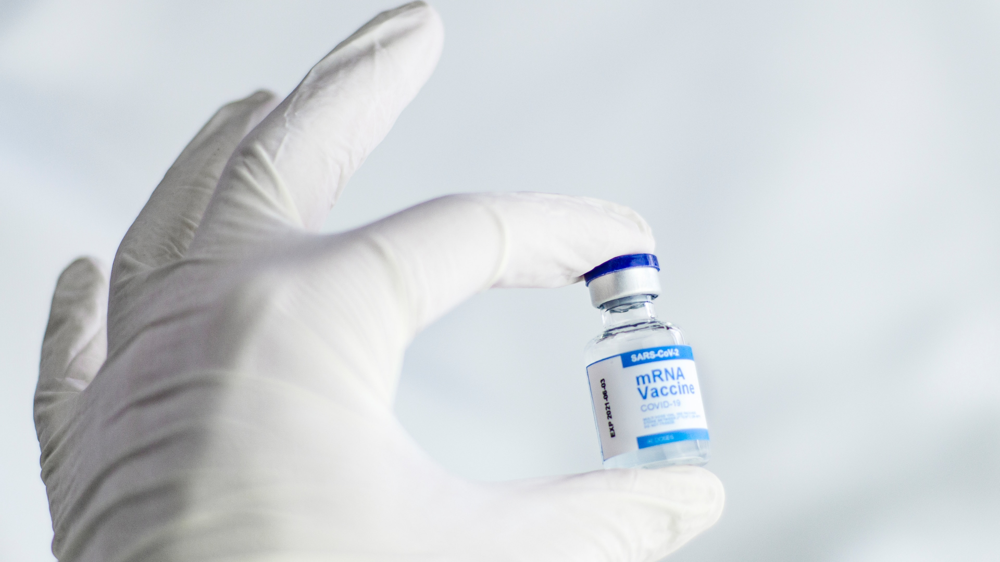 SARS-CoV-2
mRNA
Vaccine
COVID-19
EXP 2021-06-03